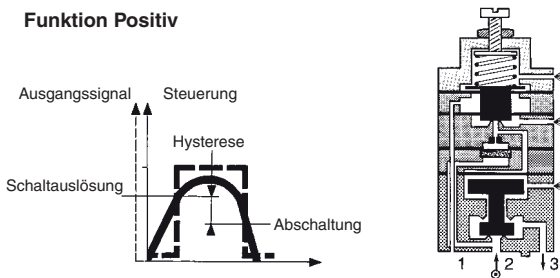 Funktion Positiv
Ausgangssignal
Steuerung
Hysterese
Schaltauslösung
Abschaltung
1
2
3